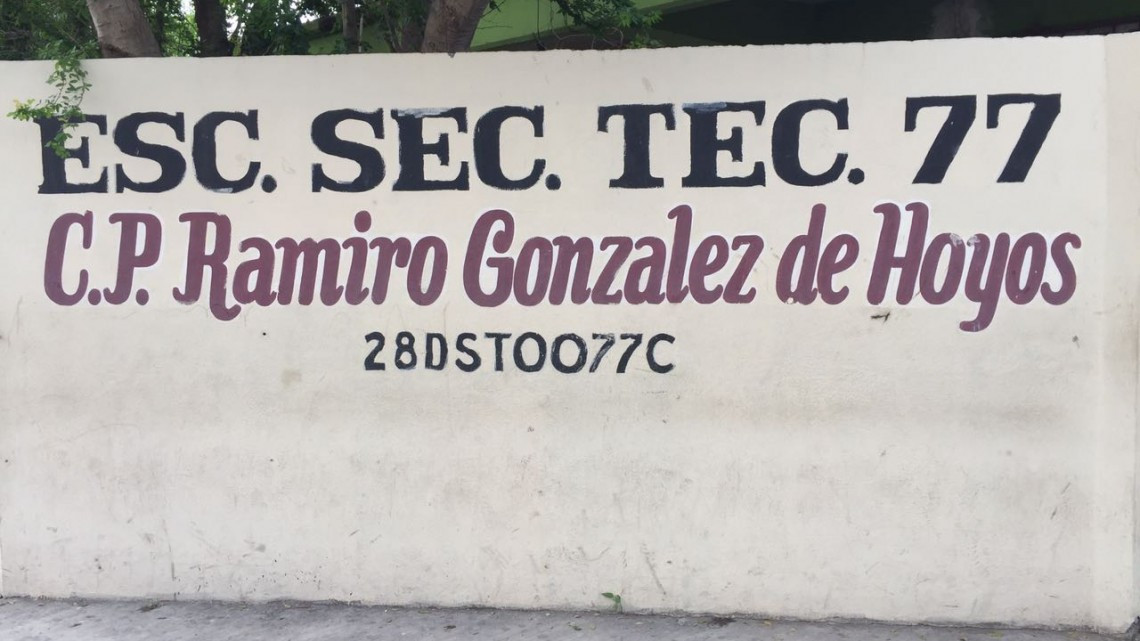 ESC. SEC. TEC. 77
C.P. Ramiro Gonzalez de Hoyos
28DST0077C